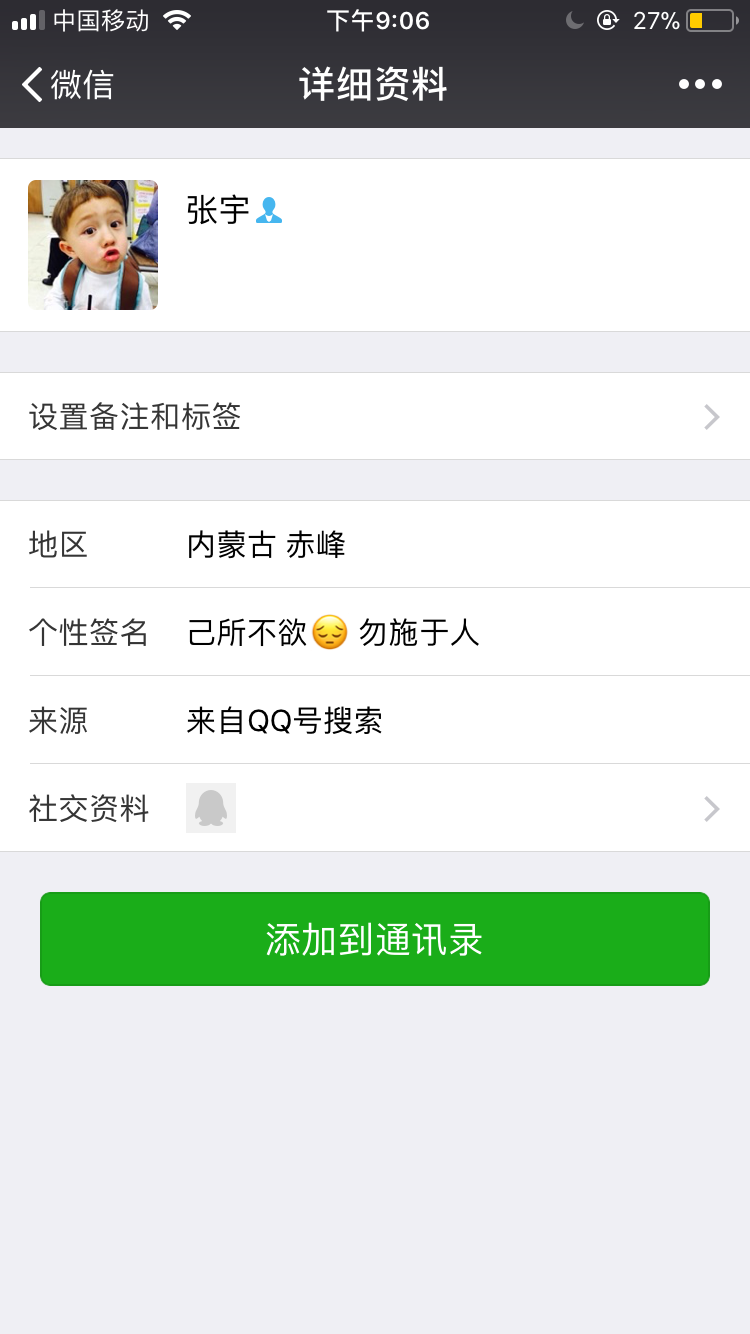 中国移动 下午9:06 27%
微信 详细资料
张宇
设置备注和标签
地区 内蒙古 赤峰
个性签名 己所不欲😔 勿施于人
来源 来自QQ号搜索
社交资料
添加到通讯录